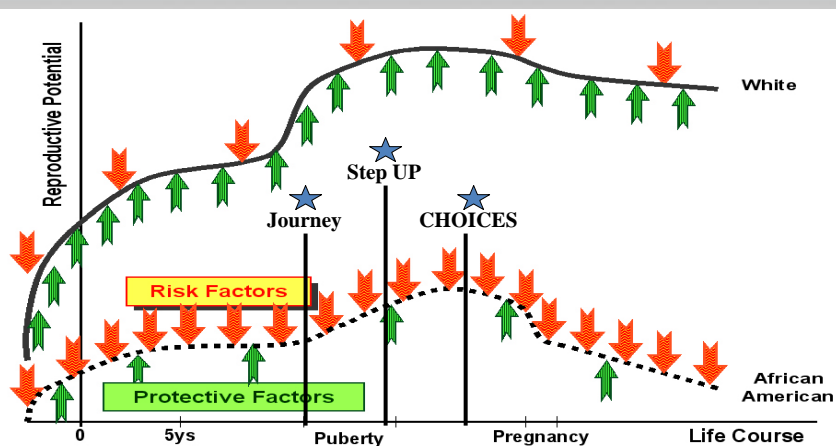 Reproductive Potential
White
Step UP
Journey
CHOICES
Risk Factors
Protective Factors
African
American
0
5ys
Puberty
Pregnancy
Life Course